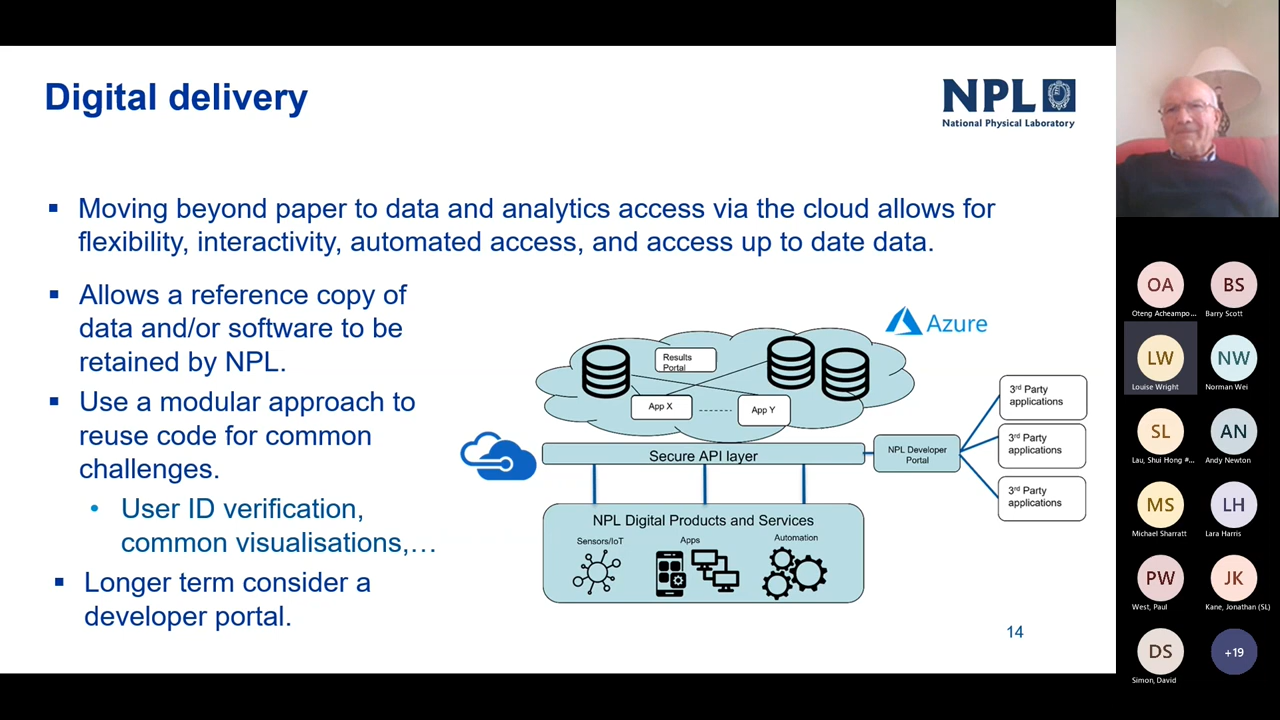 Digital delivery
NPL
National Physical Laboratory
▪ Moving beyond paper to data and analytics access via the cloud allows for
flexibility, interactivity, automated access, and access up to date data.
▪ Allows a reference copy of
data and/or software to be
retained by NPL.
▪ Use a modular approach to
reuse code for common
challenges.
• User ID verification,
common visualisations,…
▪ Longer term consider a
developer portal.
Azure
Results
Portal
App X
App Y
Secure API layer
NPL Developer
Portal
3rd Party
applications
3rd Party
applications
3rd Party
applications
NPL Digital Products and Services
Sensors/IoT
Apps
Automation
14
OA
Oteng Acheampo...
BS
Barry Scott
LW
Louise Wright
NW
Norman Wei
SL
Lau, Shui Hong #...
AN
Andy Newton
MS
Michael Sharratt
LH
Lara Harris
PW
West, Paul
JK
Kane, Jonathan (SL)
DS
Simon, David
+19